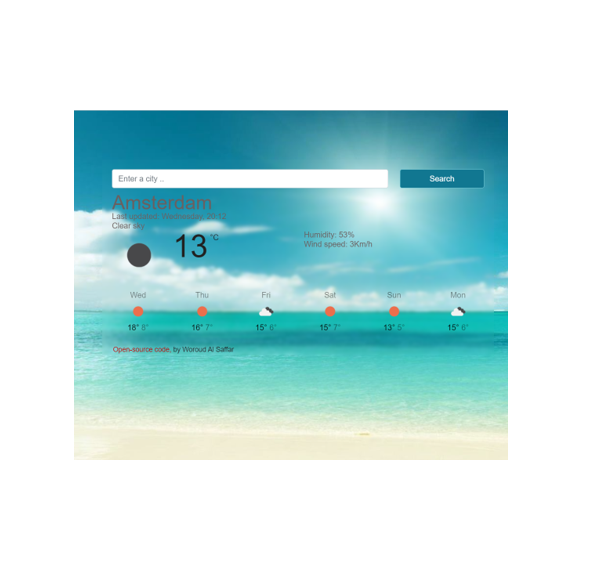 Enter a city ..
Search
Amsterdam
Last updated: Wednesday, 20:12
Clear sky
13 °C
Humidity: 53%
Wind speed: 3Km/h
Wed Thu Fri Sat Sun Mon
18° 8° 16° 7° 15° 6° 15° 7° 13° 5° 15° 6°
Open-source code, by Woroud Al Saffar